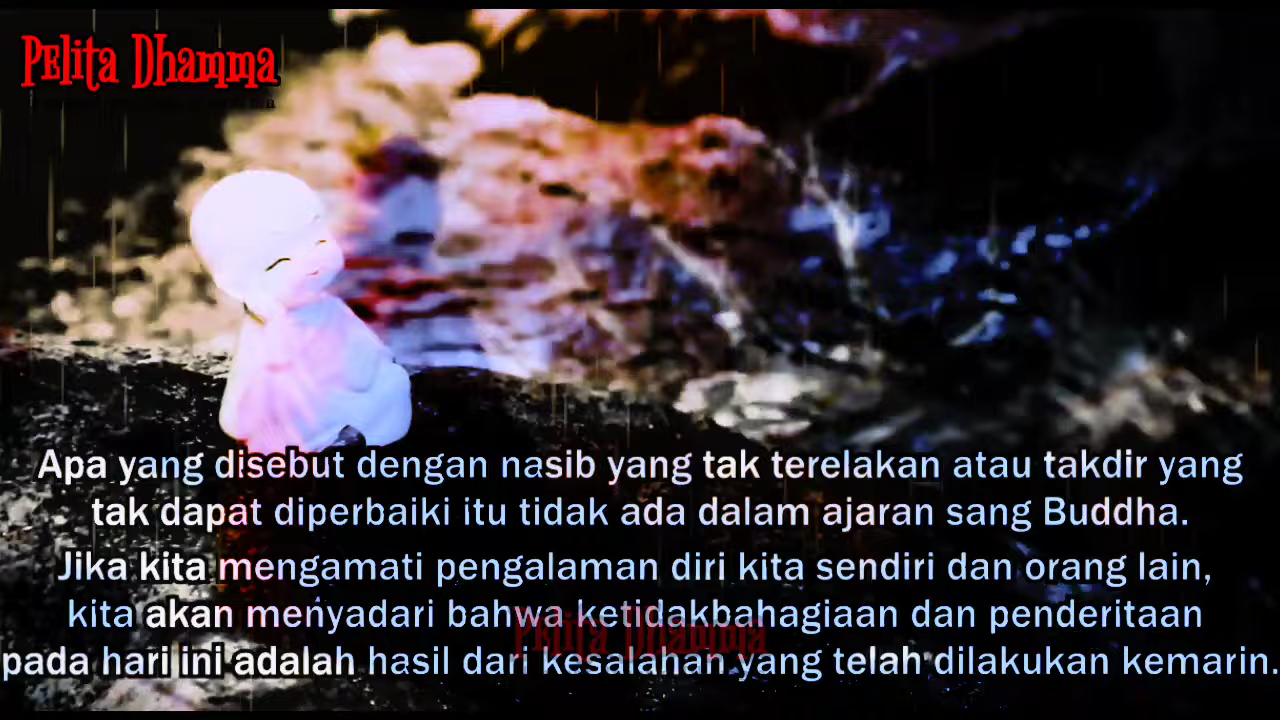 Pelita Dhamma
Apa yang disebut dengan nasib yang tak terelakan atau takdir yang
tak dapat diperbaiki itu tidak ada dalam ajaran sang Buddha.
Jika kita mengamati pengalaman diri kita sendiri dan orang lain,
kita akan menyadari bahwa ketidakbahagiaan dan penderitaan
Pelita Dhamma
pada hari ini adalah hasil dari kesalahan yang telah dilakukan kemarin.